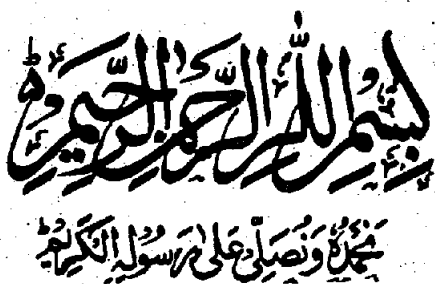 بِسْمِ اللّٰهِ الرَّحْمٰنِ الرَّحِيْمِ ط
نَحْمَدُهٗ وَنُصَلِّیْ عَلٰی رَسُوْلِهِ الْكَرِیْمِ ط